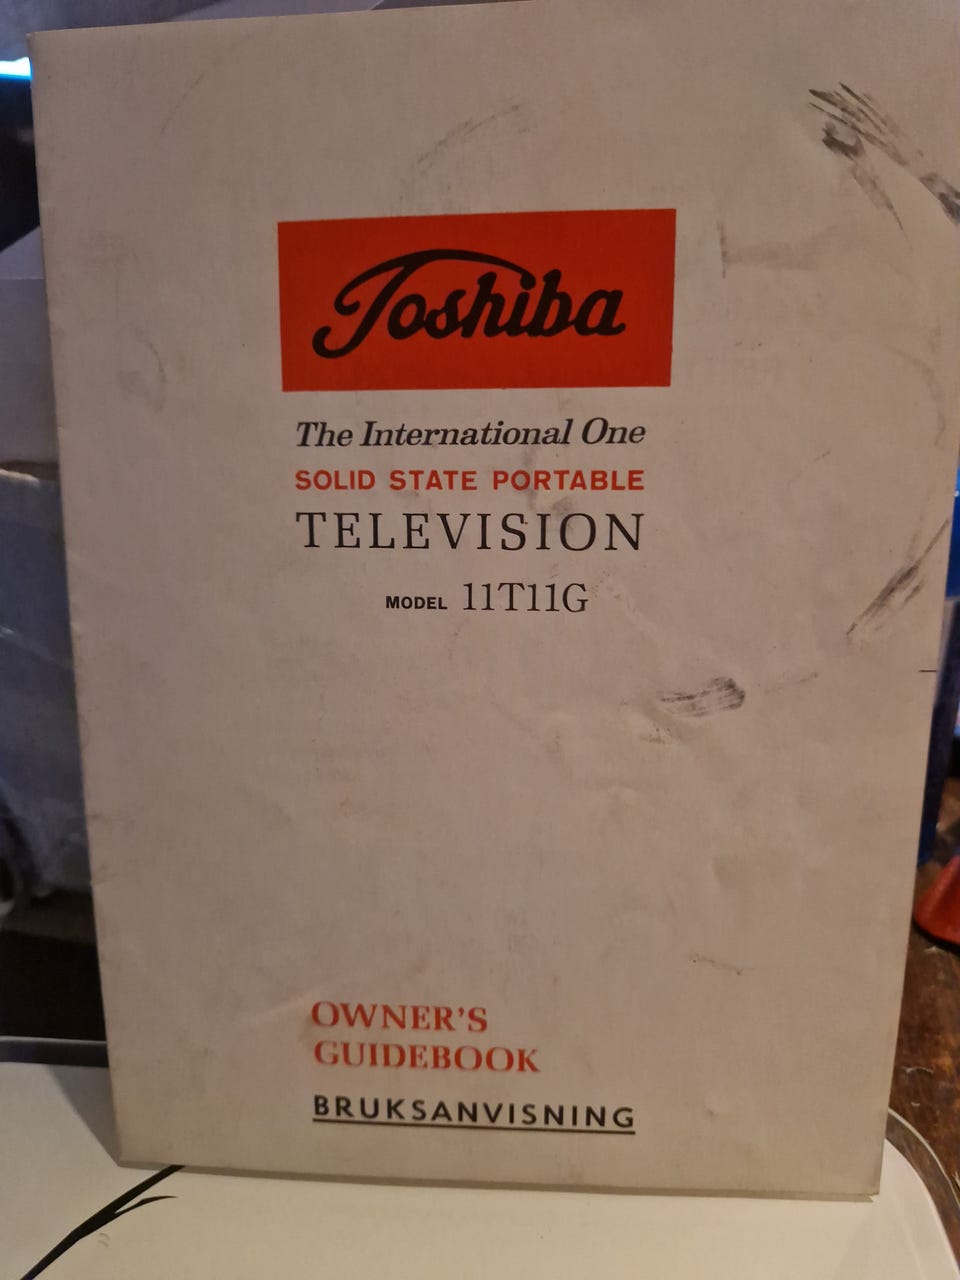 Toshiba
The International One
SOLID STATE PORTABLE
TELEVISION
MODEL 11T11G
OWNER'S
GUIDEBOOK
BRUKSANVISNING